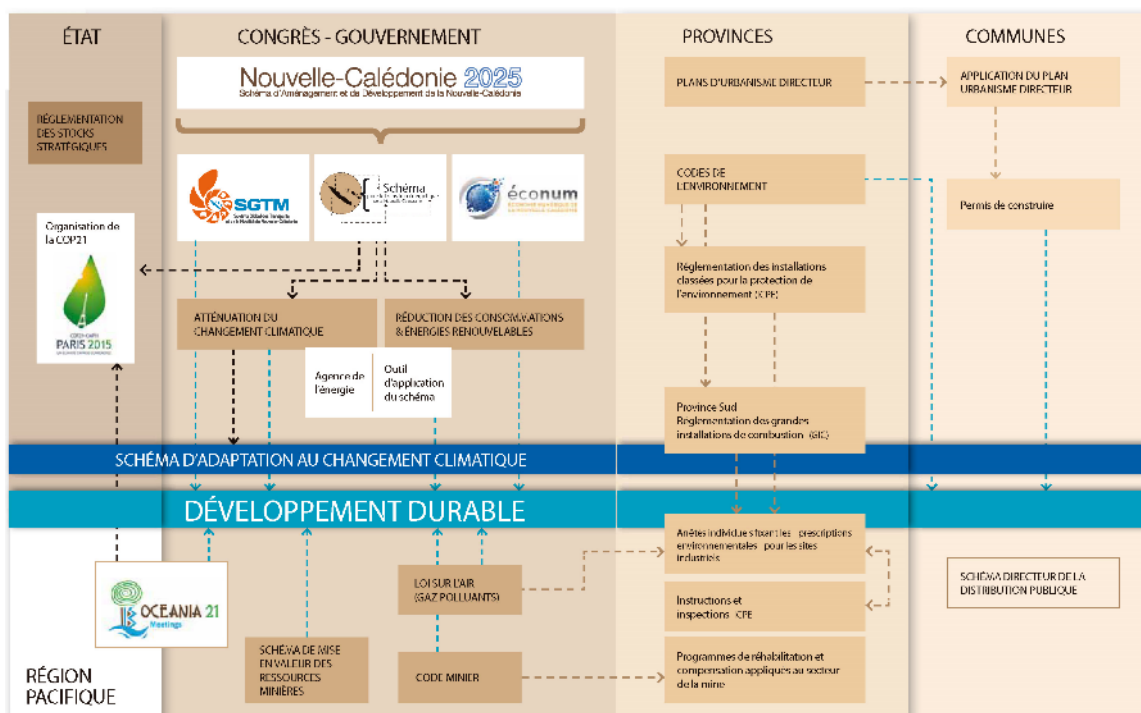 ÉTAT
CONGRÈS - GOUVERNEMENT
PROVINCES
COMMUNES
Nouvelle-Calédonie 2025
Schéma d'Aménagement et de Développement de la Nouvelle-Calédonie
PLANS D'URBANISME DIRECTEUR
APPLICATION DU PLAN
URBANISME DIRECTEUR
RÉGLEMENTATION
DES STOCKS
STRATÉGIQUES
SGTM
Schéma
éconum
CODES DE
L'ENVIRONNEMENT
Permis de construire
Organisation de
la COP21
PARIS 2015
Réglementation des installations
classées pour la protection de
l'environnement (ICPE)
ATTÉNUATION DU
CHANGEMENT CLIMATIQUE
RÉDUCTION DES CONSOMMATIONS
& ÉNERGIES RENOUVELABLES
Agence de
l'énergie
Outil
d'application
du schéma
Province Sud
Réglementation des grandes
installations de combustion (GIC)
SCHÉMA D'ADAPTATION AU CHANGEMENT CLIMATIQUE
DÉVELOPPEMENT DURABLE
Arrêtés individuels fixant les prescriptions
environnementales pour les sites
industriels
OCEANIA 21
Meetings
LOI SUR L'AIR
(GAZ POLLUANTS)
Instructions et
inspections ICPE
SCHÉMA DIRECTEUR DE LA
DISTRIBUTION PUBLIQUE
SCHÉMA DE MISE
EN VALEUR DES
RESSOURCES
MINIÈRES
CODE MINIER
Programmes de réhabilitation et
compensation appliques au secteur
de la mine
RÉGION
PACIFIQUE